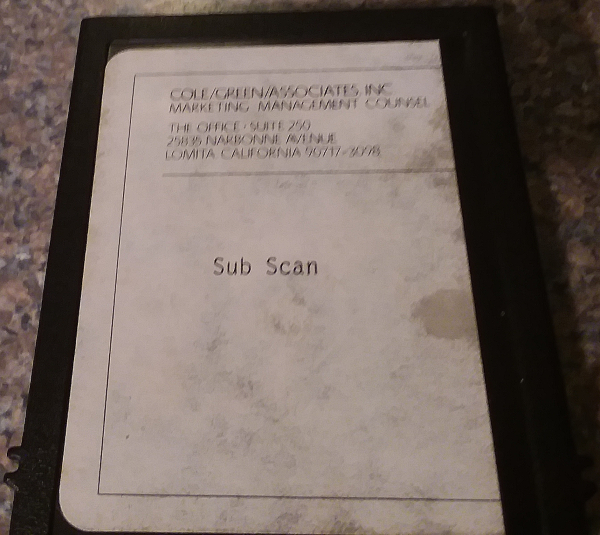 COLE/GREEN/ASSOCIATES, INC
MARKETING MANAGEMENT COUNSEL
THE OFFICE · SUITE 250
25835 NARBONNE AVENUE
LOMITA CALIFORNIA 90717-3098
Sub Scan